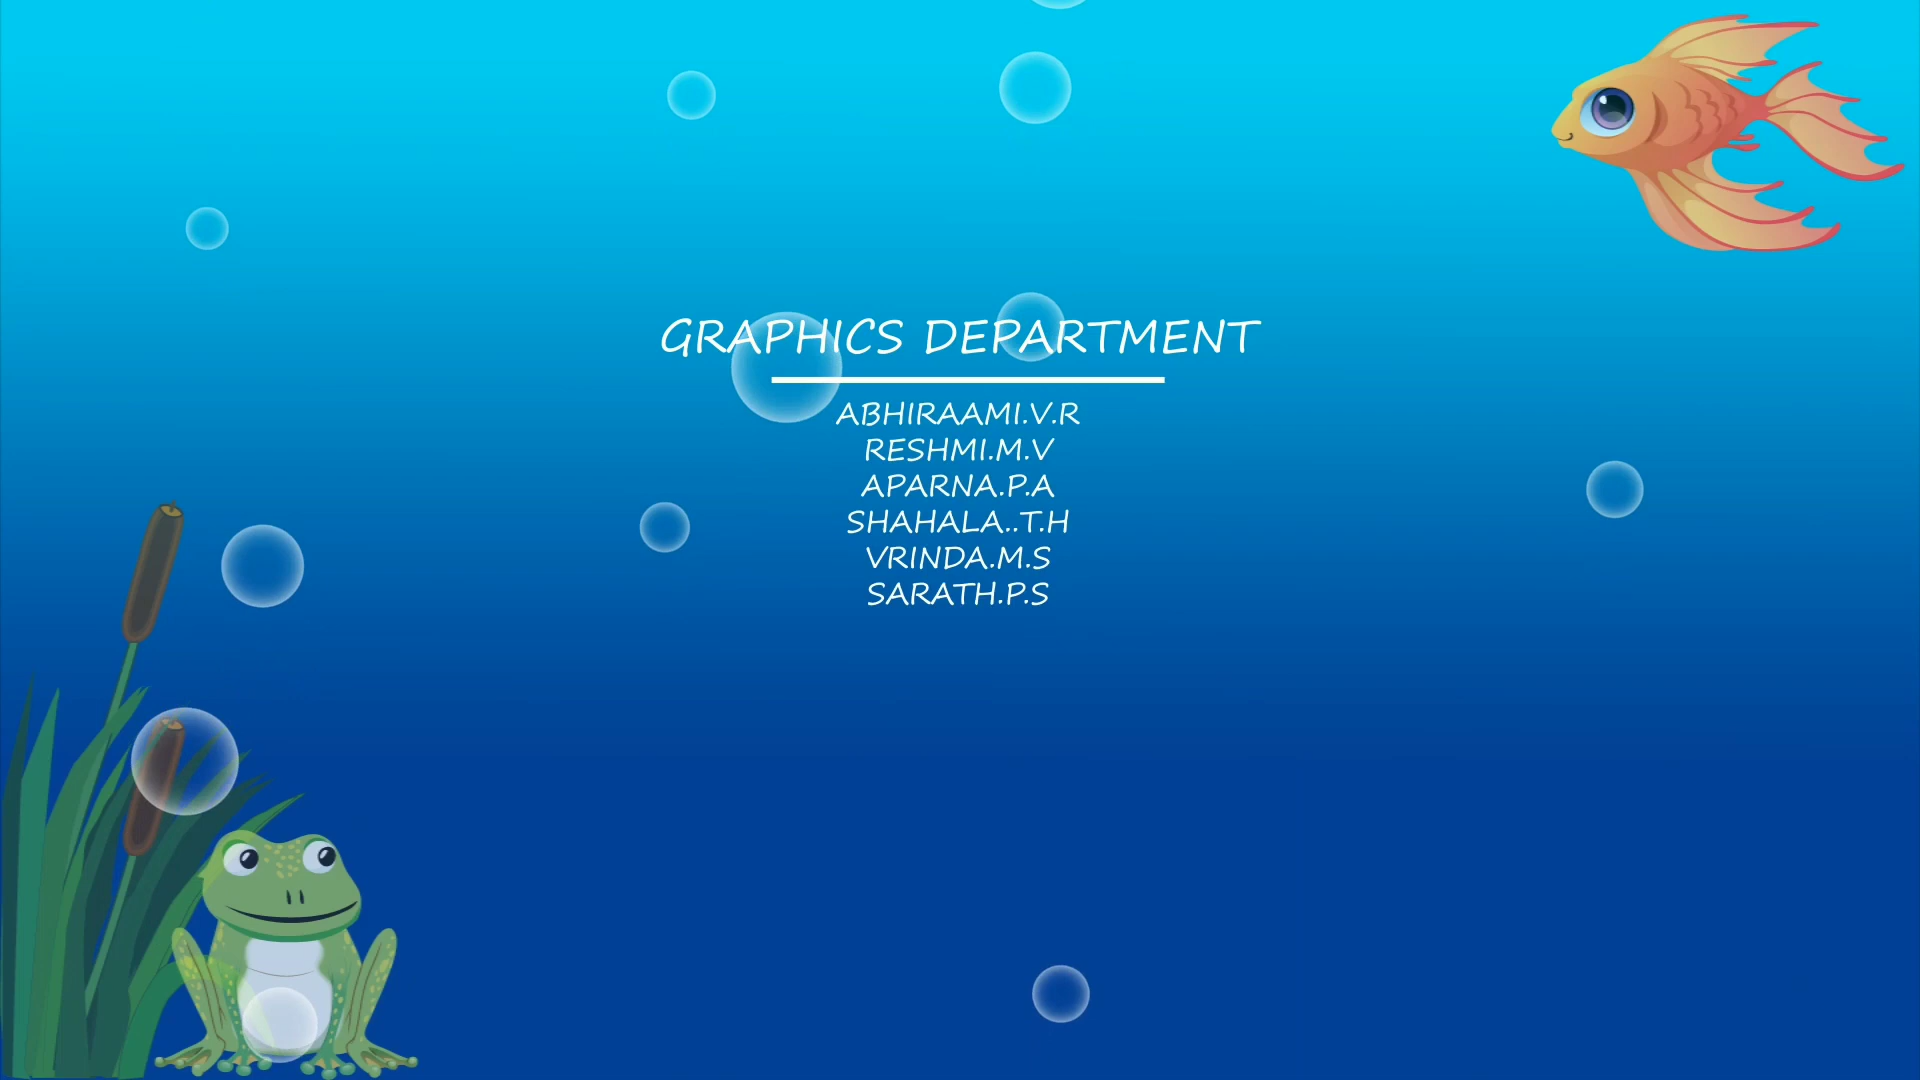 GRAPHICS DEPARTMENT
ABHIRAAMI.V.R
RESHMI.M.V
APARNA.P.A
SHAHALA..T.H
VRINDA.M.S
SARATH.P.S